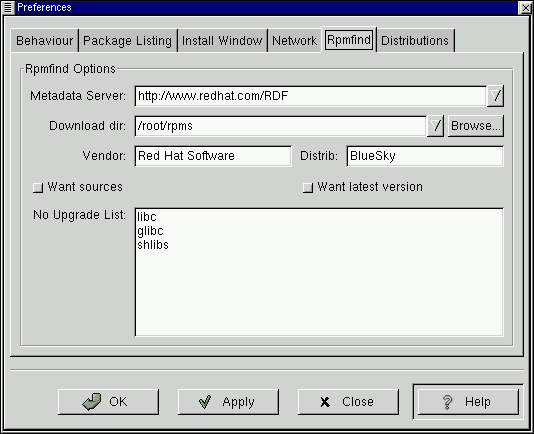 Preferences
Behaviour Package Listing Install Window Network Rpmfind Distributions
Rpmfind Options
Metadata Server: http://www.redhat.com/RDF
Download dir: /root/rpms Browse...
Vendor: Red Hat Software Distrib: BlueSky
Want sources Want latest version
No Upgrade List: libc
glibc
shlibs
OK Apply Close Help